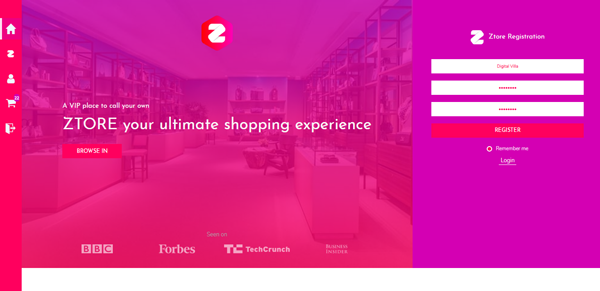 Z
Ztore Registration
Digital Villa
********
*********
REGISTER
Remember me
Login
A VIP place to call your own
ZTORE your ultimate shopping experience
BROWSE IN
Seen on
BBC
Forbes
TC TechCrunch
BUSINESS
INSIDER